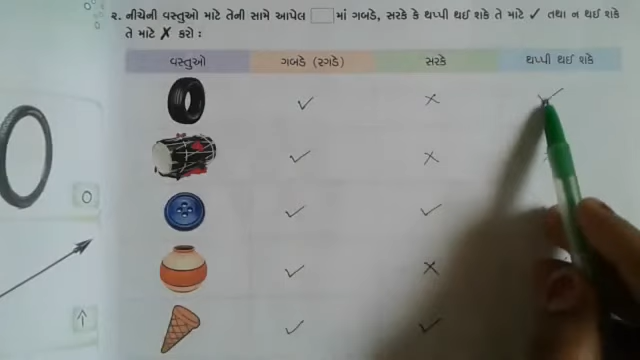 ૨. નીચેની વસ્તુઓ માટે તેની સામે આપેલ □ માં ગબડે, સરકે કે થપ્પી થઈ શકે તે માટે ✓ તથા ન થઈ શકે
તે માટે ✗ કરો :
વસ્તુઓ ગબડે (રગડે) સરકે થપ્પી થઈ શકે
✓ ✗ ✓
✓ ✗
✓ ✓
✓ ✗
✓ ✓